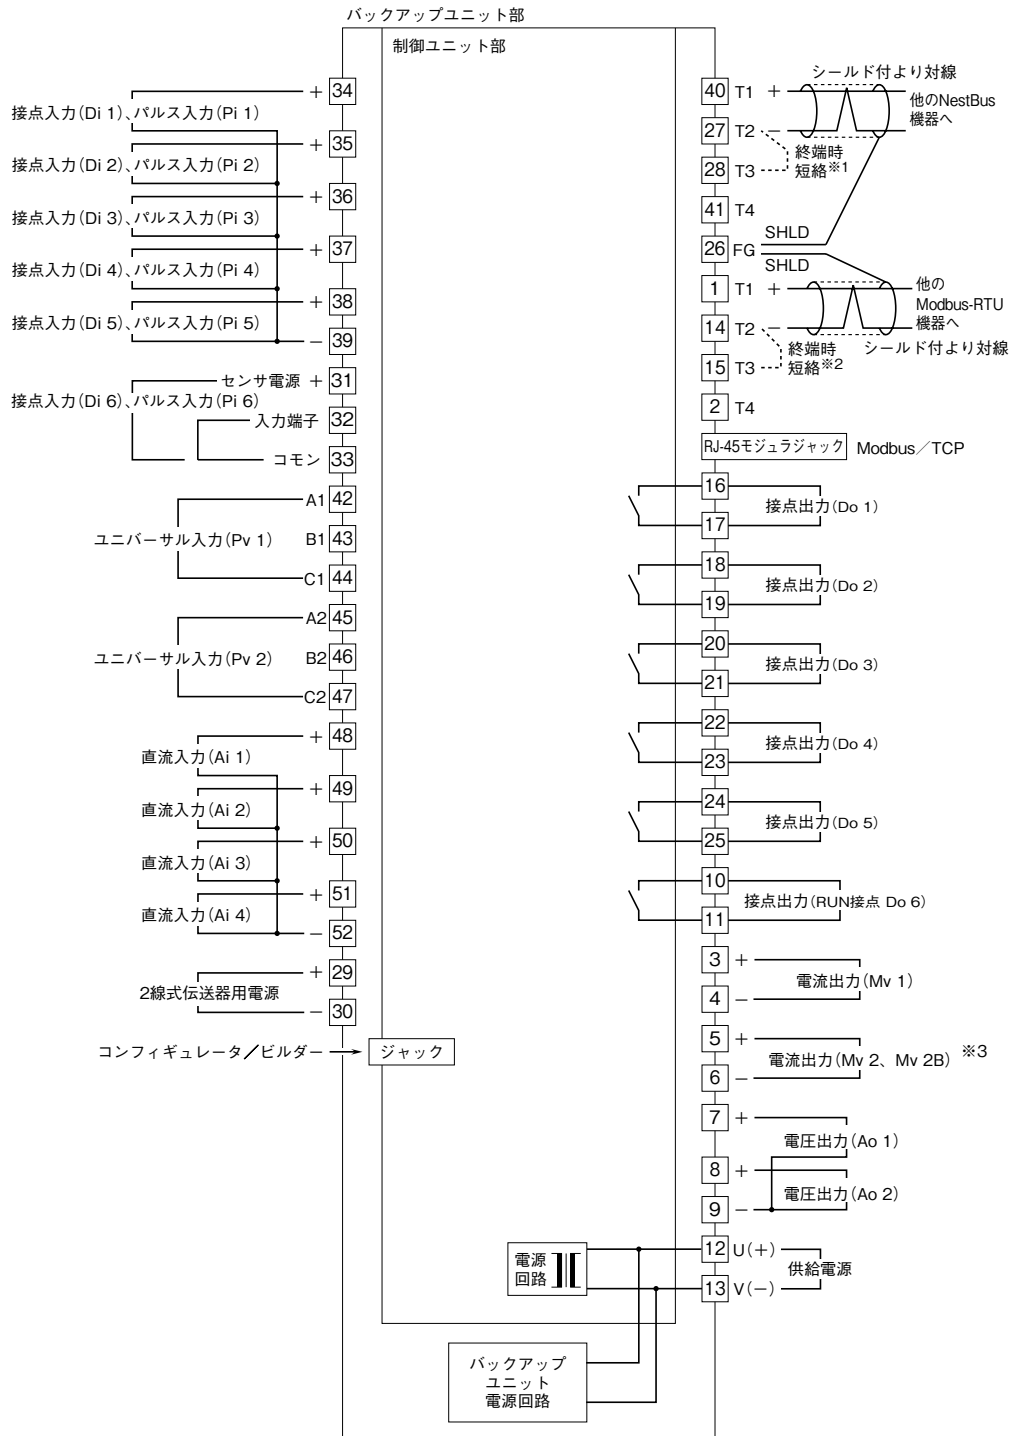 バックアップユニット部
制御ユニット部
接点入力(Di 1)、パルス入力(Pi 1)
+ 34
接点入力(Di 2)、パルス入力(Pi 2)
+ 35
接点入力(Di 3)、パルス入力(Pi 3)
+ 36
接点入力(Di 4)、パルス入力(Pi 4)
+ 37
接点入力(Di 5)、パルス入力(Pi 5)
+ 38
− 39
接点入力(Di 6)、パルス入力(Pi 6)
センサ電源 + 31
入力端子 32
コモン 33
ユニバーサル入力(Pv 1)
A1 42
B1 43
C1 44
ユニバーサル入力(Pv 2)
A2 45
B2 46
C2 47
直流入力(Ai 1)
+ 48
直流入力(Ai 2)
+ 49
直流入力(Ai 3)
+ 50
直流入力(Ai 4)
+ 51
− 52
2線式伝送器用電源
+ 29
− 30
コンフィギュレータ/ビルダー
ジャック
シールド付より対線
40 T1 +
27 T2 −
他のNestBus
機器へ
終端時
短絡※1
28 T3
41 T4
SHLD
26 FG
SHLD
1 T1 +
14 T2 −
他の
Modbus-RTU
機器へ
終端時
短絡※2
シールド付より対線
15 T3
2 T4
RJ-45モジュラジャック Modbus/TCP
16
接点出力(Do 1)
17
18
接点出力(Do 2)
19
20
接点出力(Do 3)
21
22
接点出力(Do 4)
23
24
接点出力(Do 5)
25
10
接点出力(RUN接点 Do 6)
11
3 +
電流出力(Mv 1)
4 −
5 +
電流出力(Mv 2、Mv 2B) ※3
6 −
7 +
電圧出力(Ao 1)
8 +
電圧出力(Ao 2)
9 −
12 U(+)
供給電源
13 V(−)
電源
回路
バックアップ
ユニット
電源回路